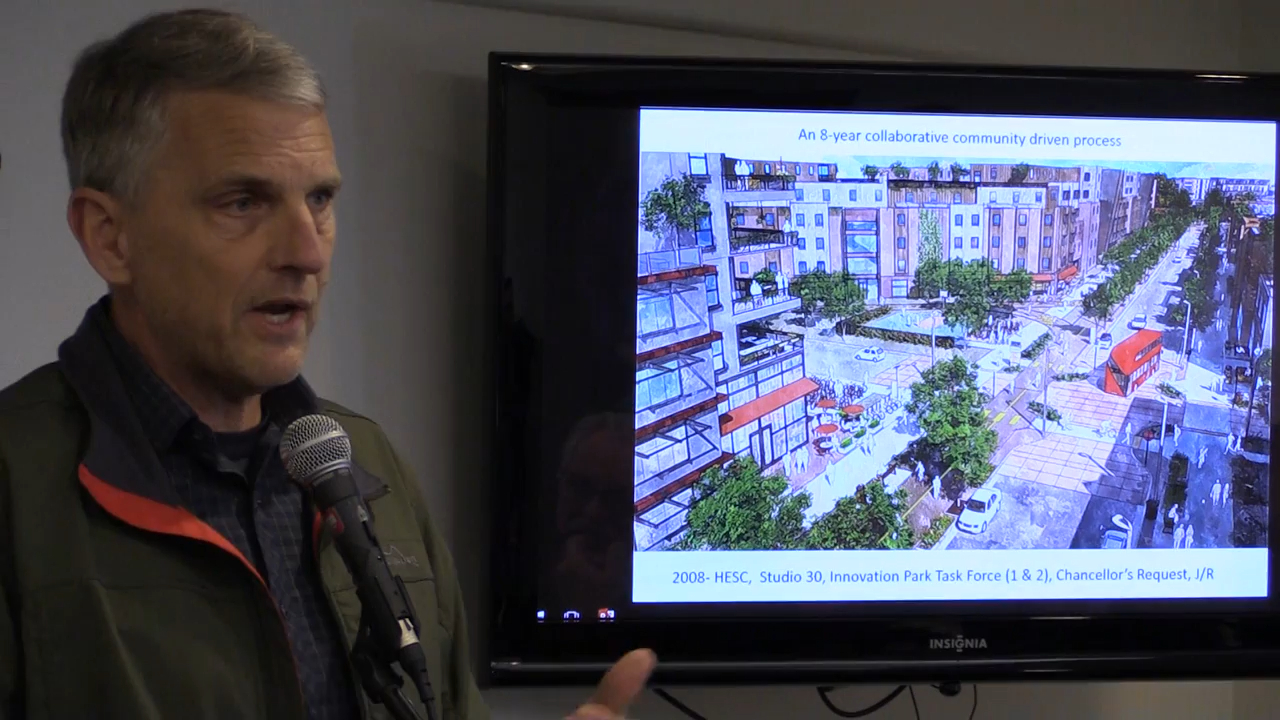 An 8-year collaborative community driven process
2008- HESC, Studio 30, Innovation Park Task Force (1 & 2), Chancellor's Request, J/R
INSIGNIA